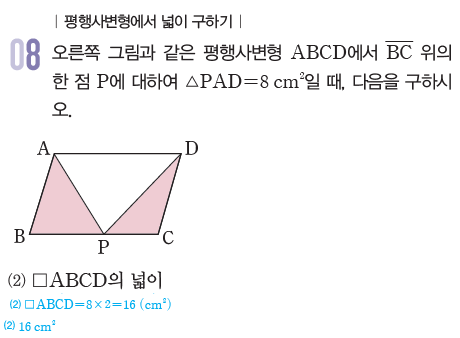 | 평행사변형에서 넓이 구하기 |
08 오른쪽 그림과 같은 평행사변형 ABCD에서 B̅C̅ 위의
한 점 P에 대하여 △PAD=8 cm²일 때, 다음을 구하시
오.
A D
B P C
⑵ □ABCD의 넓이
⑵ □ABCD=8×2=16 (cm²)
⑵ 16 cm²